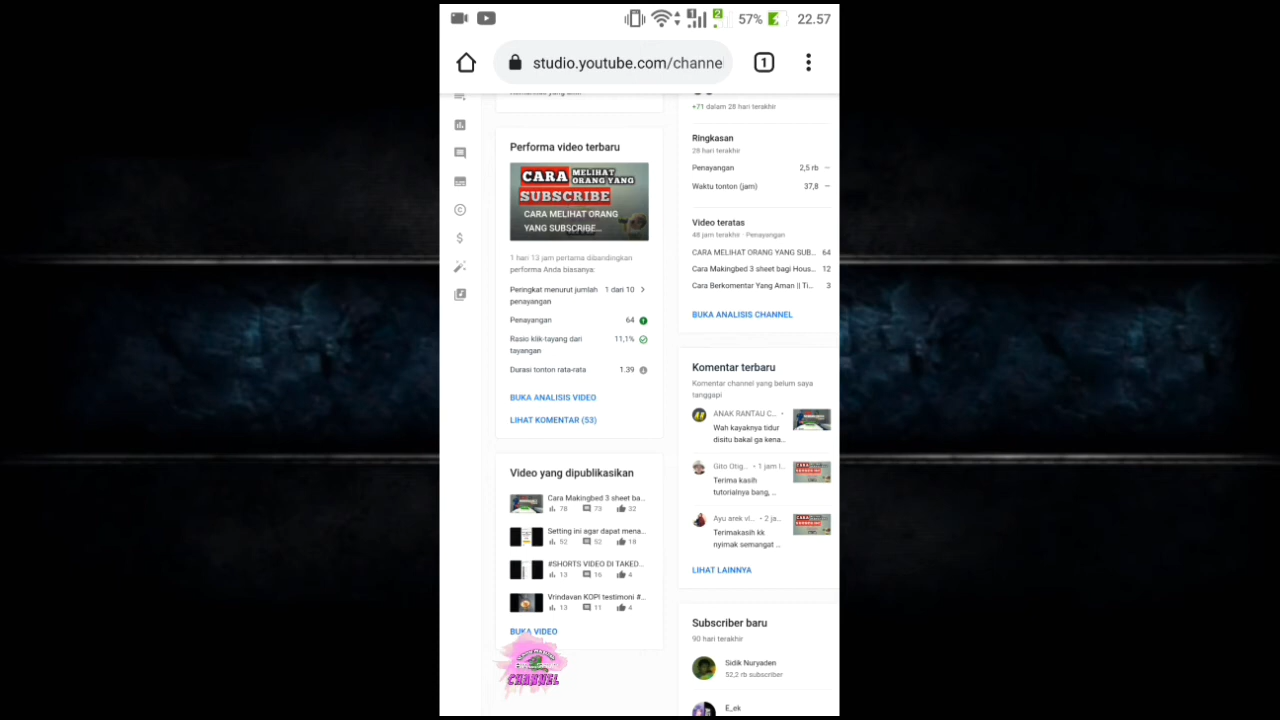 57%
22.57
1
2
studio.youtube.com/channe
1
Performa video terbaru
CARA MELIHAT
ORANG YANG
SUBSCRIBE
CARA MELIHAT ORANG
YANG SUBSCRIBE...
1 hari 13 jam pertama dibandingkan
performa Anda biasanya:
Peringkat menurut jumlah
penayangan
1 dari 10
Penayangan
64
Rasio klik-tayang dari
tayangan
11,1%
Durasi tonton rata-rata
1.39
BUKA ANALISIS VIDEO
LIHAT KOMENTAR (53)
Video yang dipublikasikan
Cara Makingbed 3 sheet ba...
78 73 32
Setting ini agar dapat mena...
52 52 18
#SHORTS VIDEO DI TAKED...
13 16 4
Vrindavan KOPI testimoni #...
13 11 4
BUKA VIDEO
CHANNEL
+71 dalam 28 hari terakhir
Ringkasan
28 hari terakhir
Penayangan 2,5 rb —
Waktu tonton (jam) 37,8 —
Video teratas
48 jam terakhir · Penayangan
CARA MELIHAT ORANG YANG SUB... 64
Cara Makingbed 3 sheet bagi Hous... 12
Cara Berkomentar Yang Aman || Ti... 3
BUKA ANALISIS CHANNEL
Komentar terbaru
Komentar channel yang belum saya
tanggapi
ANAK RANTAU C... •
Wah kayaknya tidur
disitu bakal ga kena...
Gito Otig... • 1 jam l...
Terima kasih
tutorialnya bang, ...
Ayu arek vl... • 2 ja...
Terimakasih kk
nyimak semangat ...
LIHAT LAINNYA
Subscriber baru
90 hari terakhir
Sidik Nuryaden
52,2 rb subscriber
E_ek